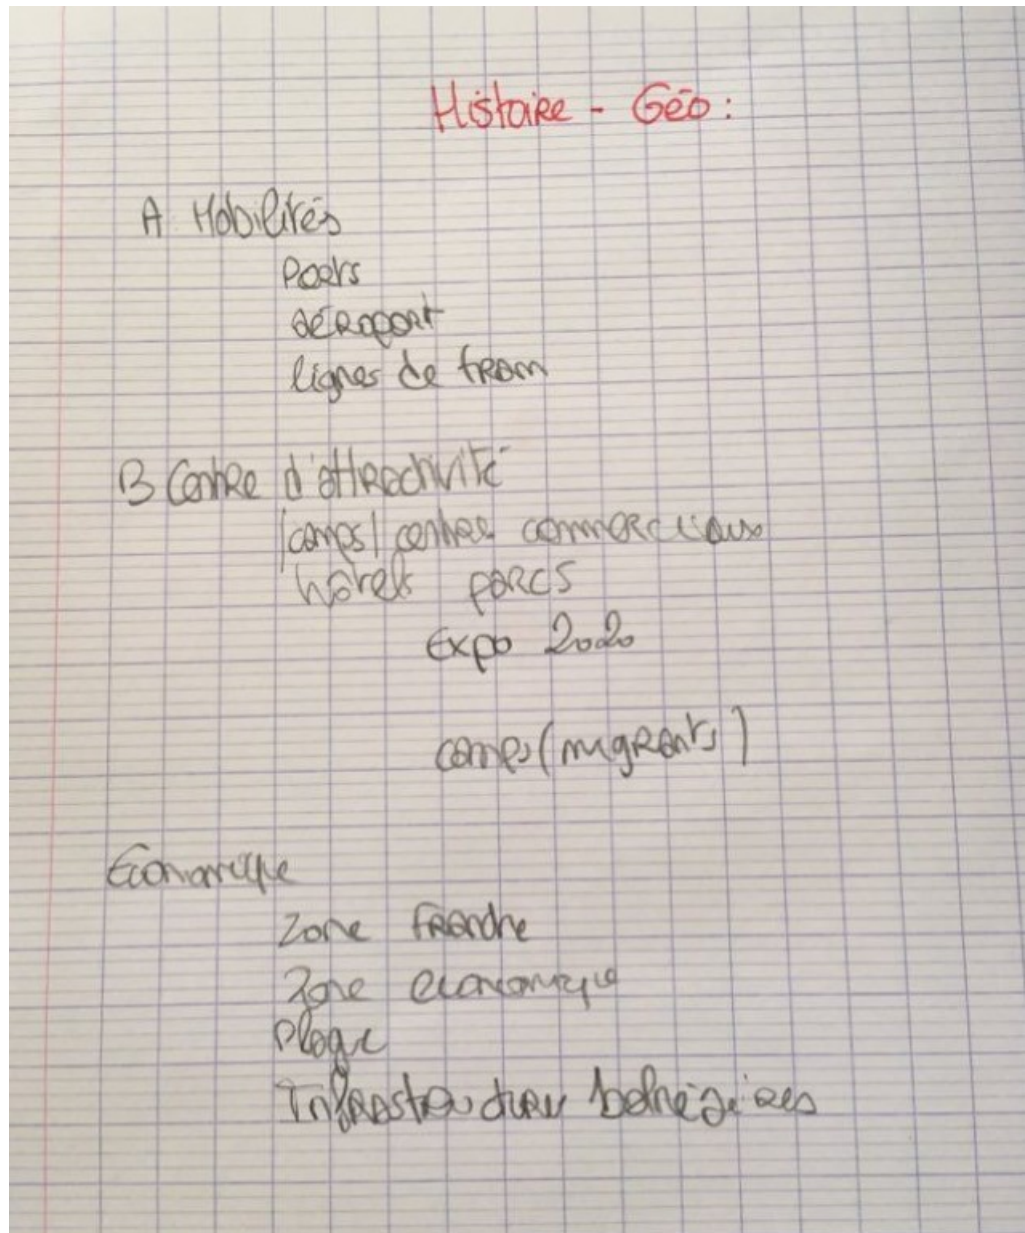 Histoire - Géo :
A Mobilités
Ports
aéroport
lignes de tram
B Centre d'attractivité
(camps) centres commerciaux
hôtels parcs
Expo 2020
camps (migrants)
Économique
Zone franche
Zone economique
Plage
Infrastructures balnéaires